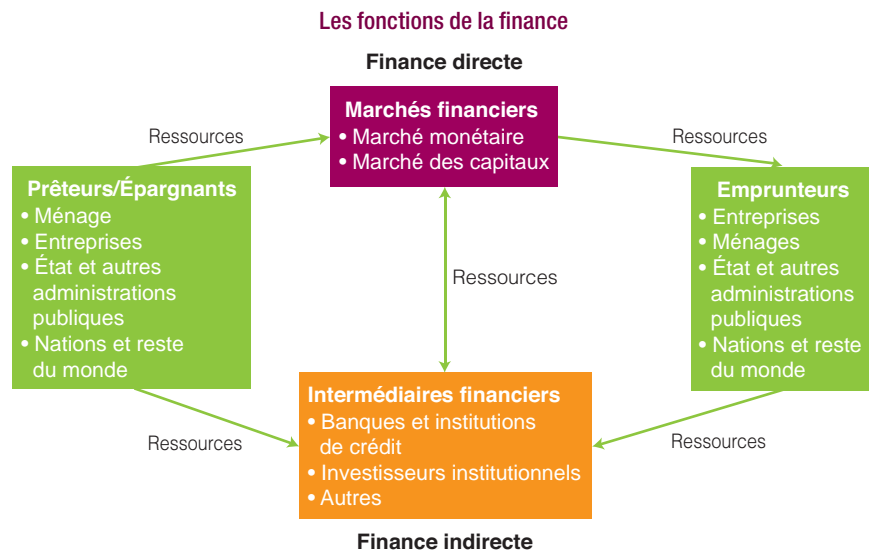 Les fonctions de la finance
Finance directe
Marchés financiers
• Marché monétaire
• Marché des capitaux
Ressources
Ressources
Prêteurs/Épargnants
• Ménage
• Entreprises
• État et autres
administrations
publiques
• Nations et reste
du monde
Ressources
Emprunteurs
• Entreprises
• Ménages
• État et autres
administrations
publiques
• Nations et reste
du monde
Ressources
Ressources
Intermédiaires financiers
• Banques et institutions
de crédit
• Investisseurs institutionnels
• Autres
Finance indirecte